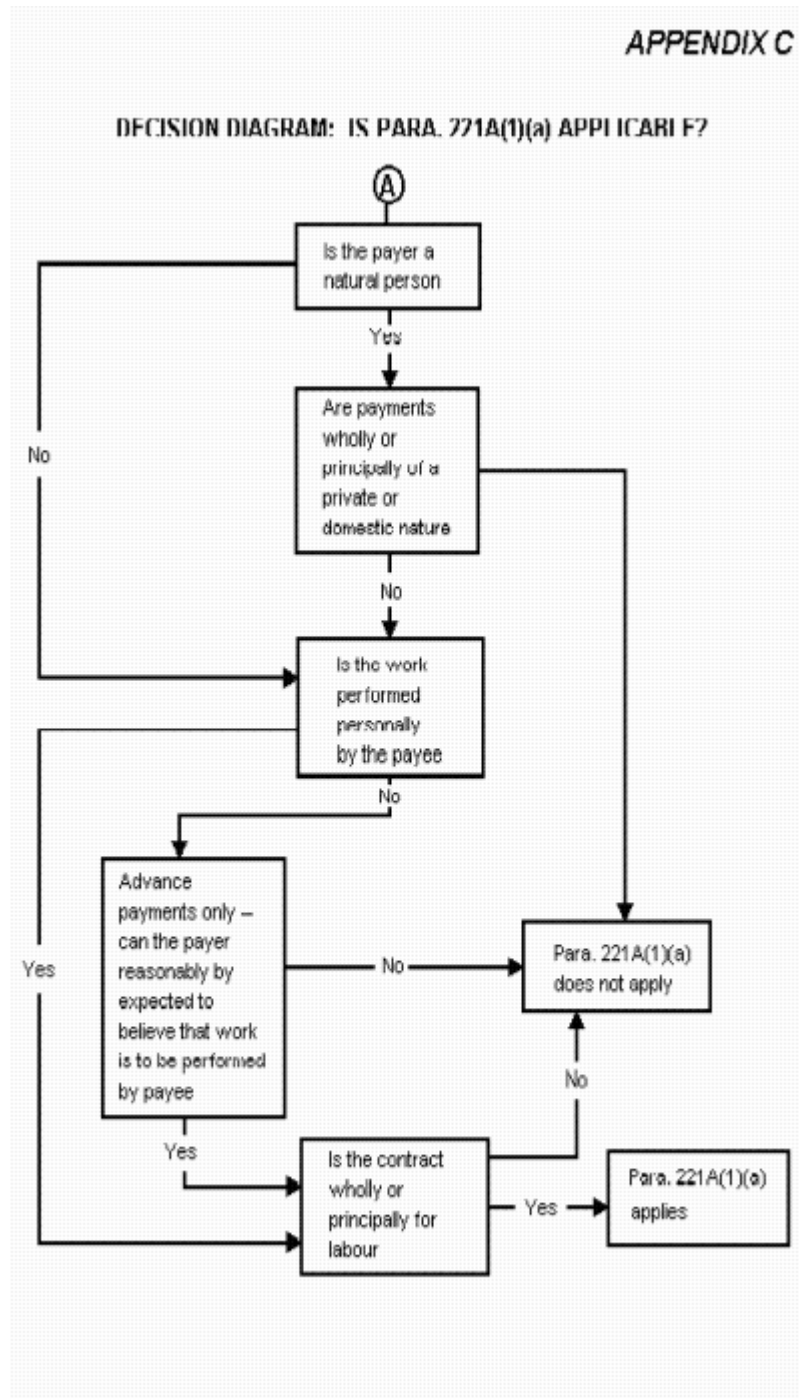 APPENDIX C
DECISION DIAGRAM: IS PARA. 221A(1)(a) APPLICABLE?
A
Is the payer a
natural person
Yes
Are payments
wholly or
principally of a
private or
domestic nature
No
No
Is the work
performed
personally
by the payee
No
Advance
payments only –
can the payer
reasonably by
expected to
believe that work
is to be performed
by payee
No
Para. 221A(1)(a)
does not apply
Yes
No
Yes
Is the contract
wholly or
principally for
labour
Yes
Para. 221A(1)(a)
applies